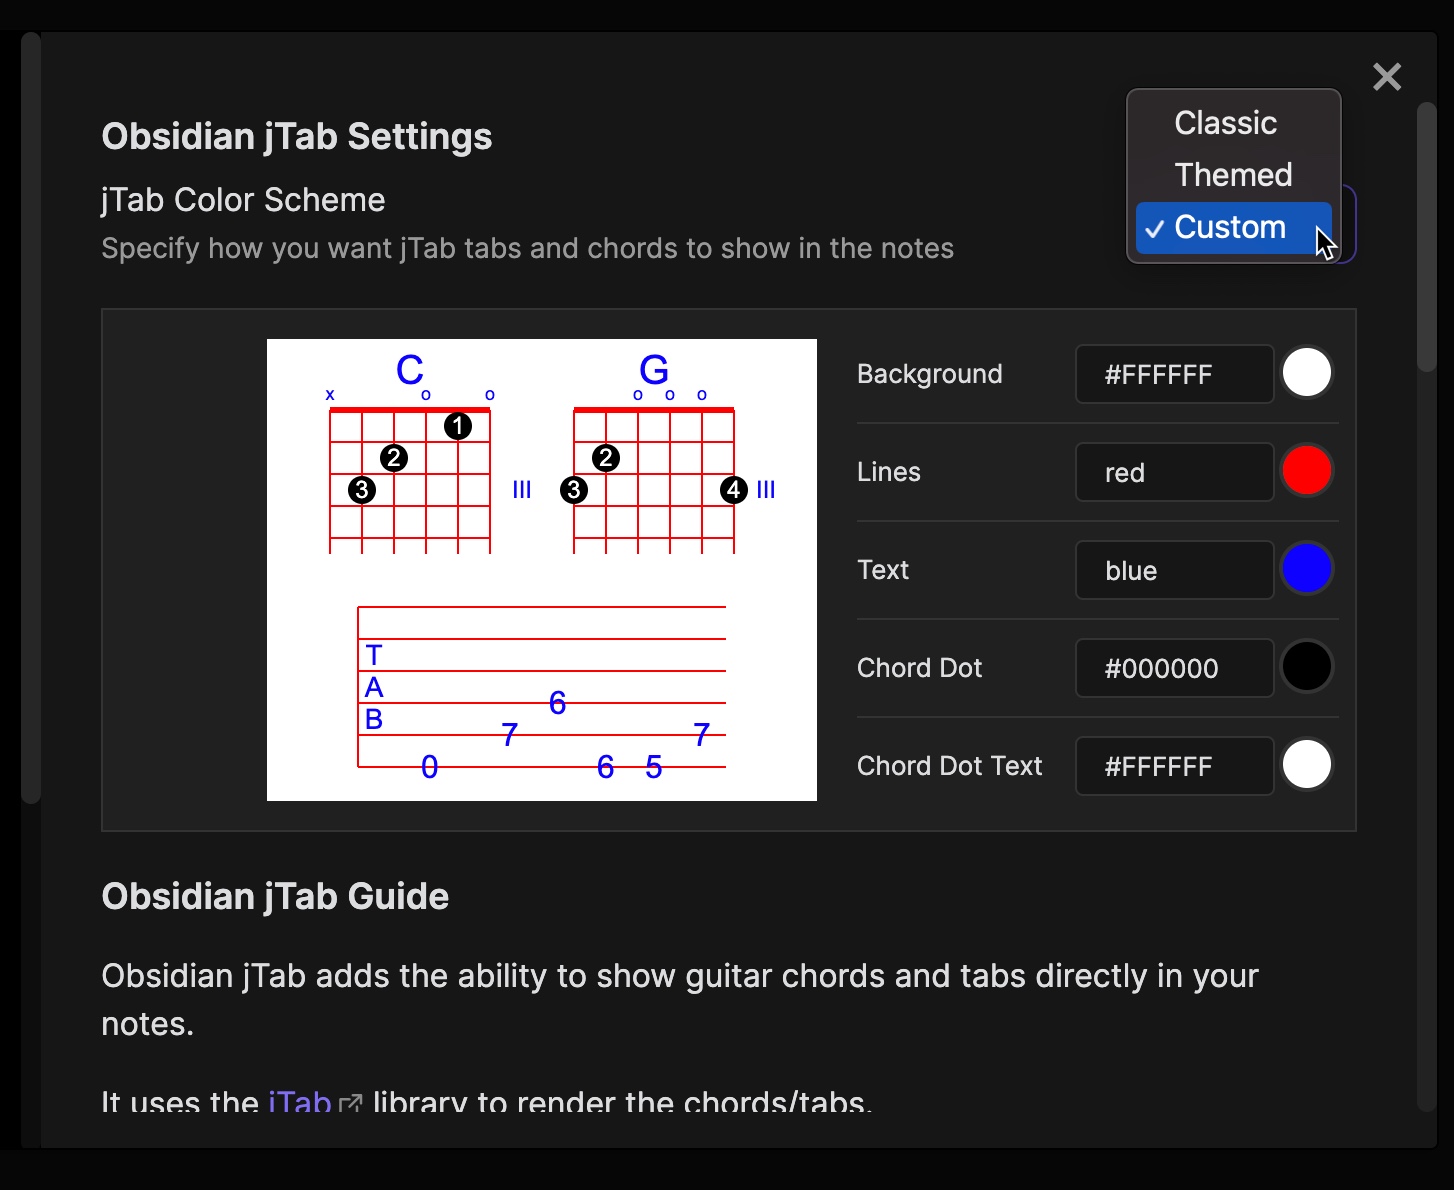 Classic
Themed
✓ Custom
Obsidian jTab Settings
jTab Color Scheme
Specify how you want jTab tabs and chords to show in the notes
C
x o o
1
2
3 III
G
o o o
2
3 4 III
T
A
B
6
7 7
0 6 5
Background #FFFFFF
Lines red
Text blue
Chord Dot #000000
Chord Dot Text #FFFFFF
Obsidian jTab Guide
Obsidian jTab adds the ability to show guitar chords and tabs directly in your
notes.
It uses the jTab library to render the chords/tabs.